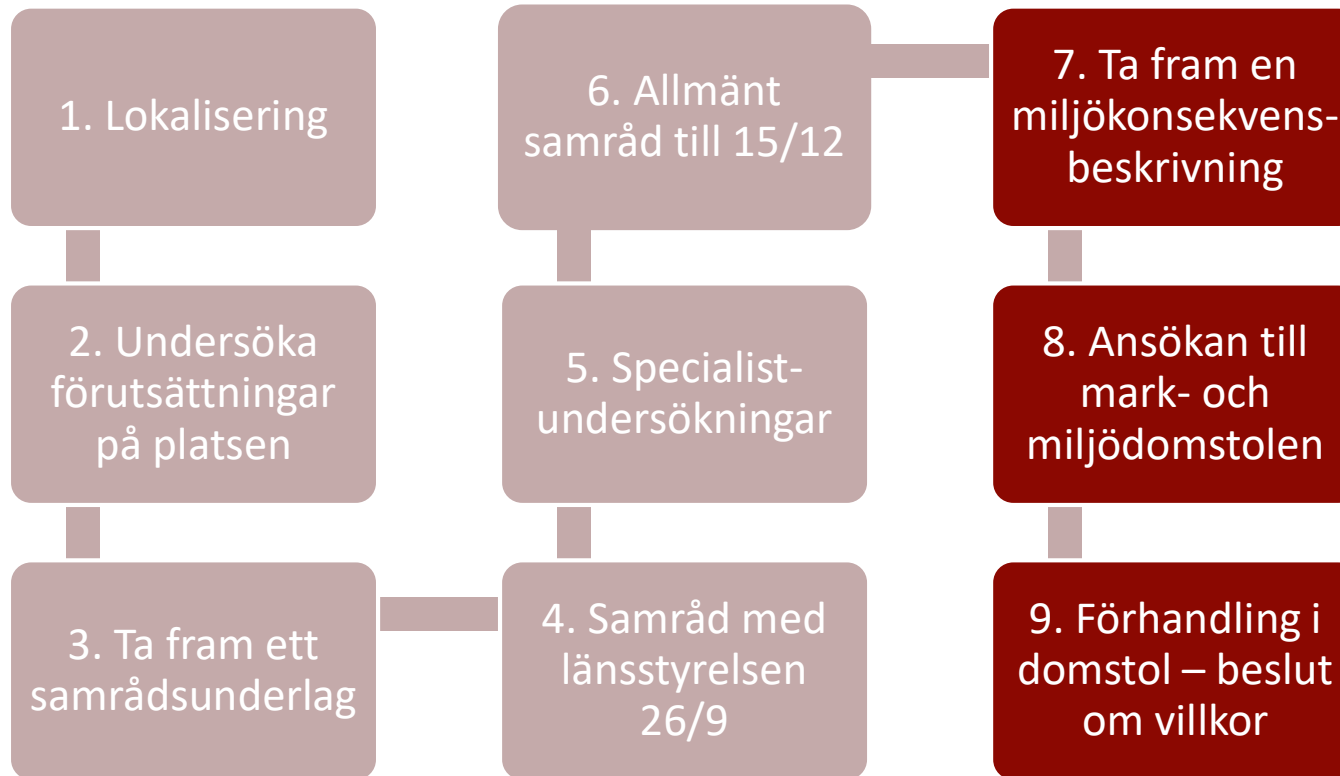 1. Lokalisering
2. Undersöka
förutsättningar
på platsen
3. Ta fram ett
samrådsunderlag
4. Samråd med
länsstyrelsen
26/9
5. Specialist-
undersökningar
6. Allmänt
samråd till 15/12
7. Ta fram en
miljökonsekvens-
beskrivning
8. Ansökan till
mark- och
miljödomstolen
9. Förhandling i
domstol – beslut
om villkor